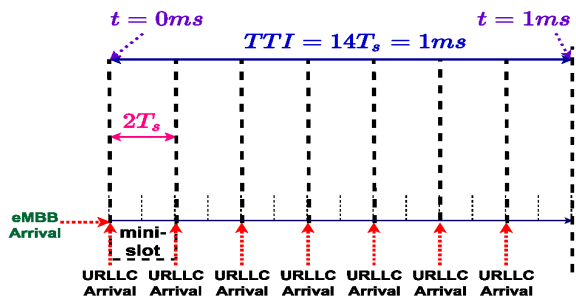 t = 0ms
t = 1ms
TTI = 14T_s = 1ms
2T_s
eMBB
Arrival
mini-
slot
URLLC URLLC URLLC URLLC URLLC URLLC URLLC
Arrival Arrival Arrival Arrival Arrival Arrival Arrival